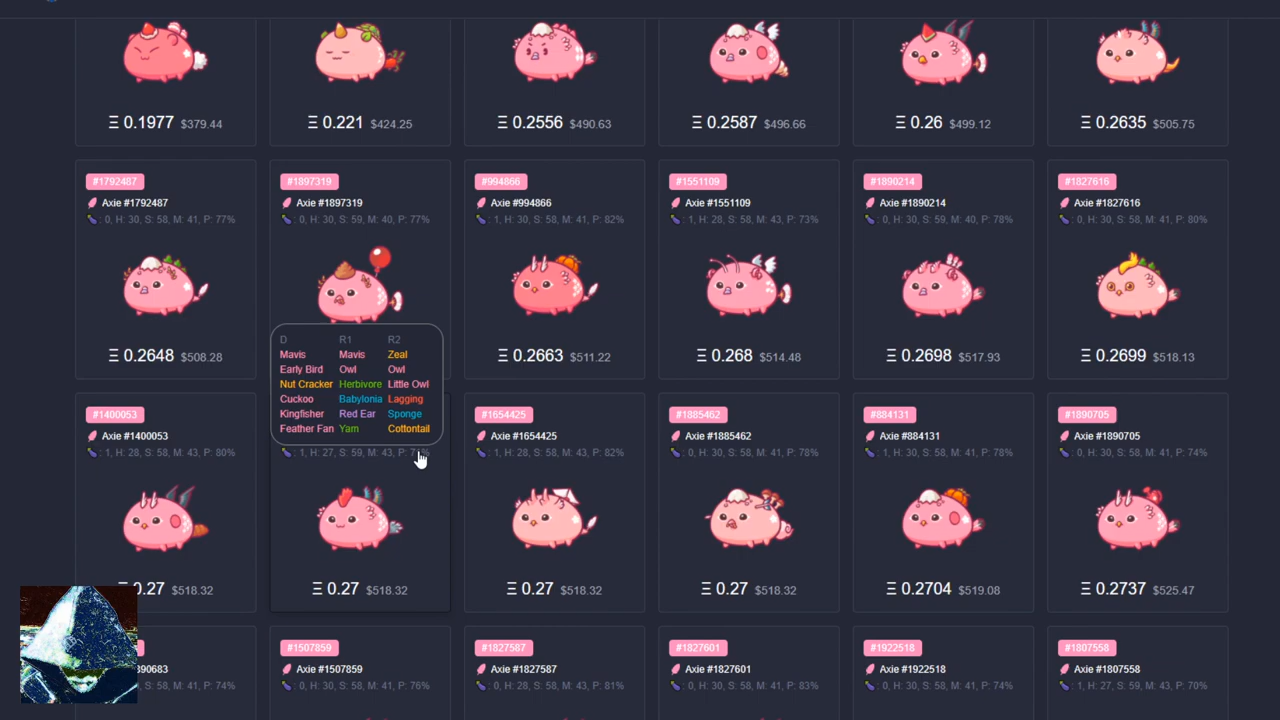 Ξ 0.1977 $379.44
Ξ 0.221 $424.25
Ξ 0.2556 $490.63
Ξ 0.2587 $496.66
Ξ 0.26 $499.12
Ξ 0.2635 $505.75
#1792487
Axie #1792487
: 0, H: 30, S: 58, M: 41, P: 77%
Ξ 0.2648 $508.28
#1897319
Axie #1897319
: 0, H: 30, S: 59, M: 40, P: 77%
#994866
Axie #994866
: 1, H: 30, S: 58, M: 41, P: 82%
Ξ 0.2663 $511.22
#1551109
Axie #1551109
: 1, H: 28, S: 58, M: 43, P: 73%
Ξ 0.268 $514.48
#1890214
Axie #1890214
: 0, H: 30, S: 59, M: 40, P: 78%
Ξ 0.2698 $517.93
#1827616
Axie #1827616
: 0, H: 30, S: 58, M: 41, P: 80%
Ξ 0.2699 $518.13
D R1 R2
Mavis Mavis Zeal
Early Bird Owl Owl
Nut Cracker Herbivore Little Owl
Cuckoo Babylonia Lagging
Kingfisher Red Ear Sponge
Feather Fan Yarn Cottontail
#1400053
Axie #1400053
: 1, H: 28, S: 58, M: 43, P: 80%
0.27 $518.32
: 1, H: 27, S: 59, M: 43, P:
Ξ 0.27 $518.32
#1654425
Axie #1654425
: 1, H: 28, S: 58, M: 43, P: 82%
Ξ 0.27 $518.32
#1885462
Axie #1885462
: 0, H: 30, S: 58, M: 41, P: 78%
Ξ 0.27 $518.32
#884131
Axie #884131
: 1, H: 30, S: 58, M: 41, P: 78%
Ξ 0.2704 $519.08
#1890705
Axie #1890705
: 0, H: 30, S: 58, M: 41, P: 74%
Ξ 0.2737 $525.47
90683
, S: 58, M: 41, P: 74%
#1507859
Axie #1507859
: 0, H: 30, S: 58, M: 41, P: 76%
#1827587
Axie #1827587
: 0, H: 28, S: 58, M: 43, P: 81%
#1827601
Axie #1827601
: 0, H: 30, S: 58, M: 41, P: 83%
#1922518
Axie #1922518
: 0, H: 30, S: 58, M: 41, P: 74%
#1807558
Axie #1807558
: 1, H: 27, S: 59, M: 43, P: 70%